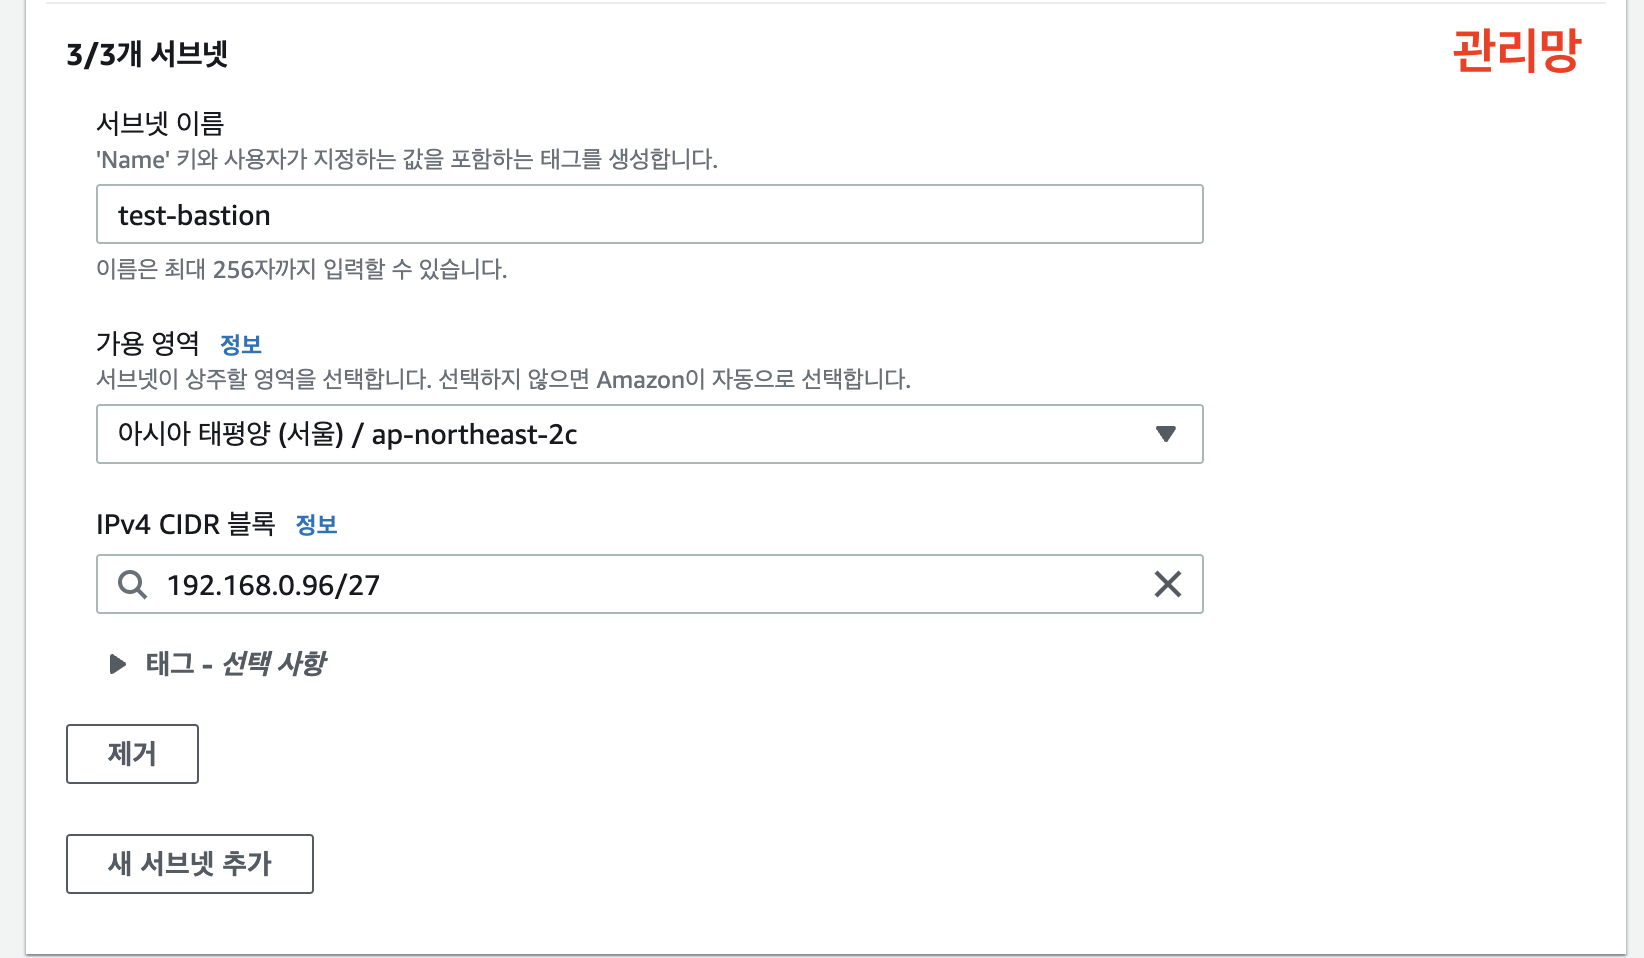 3/3개 서브넷
관리망
서브넷 이름
'Name' 키와 사용자가 지정하는 값을 포함하는 태그를 생성합니다.
test-bastion
이름은 최대 256자까지 입력할 수 있습니다.
가용 영역 정보
서브넷이 상주할 영역을 선택합니다. 선택하지 않으면 Amazon이 자동으로 선택합니다.
아시아 태평양 (서울) / ap-northeast-2c
IPv4 CIDR 블록 정보
192.168.0.96/27
태그 - 선택 사항
제거
새 서브넷 추가